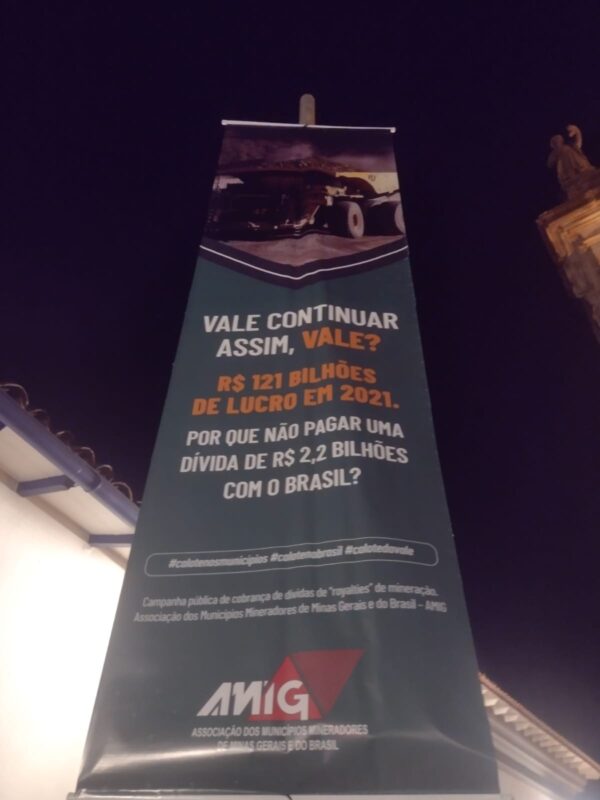 VALE CONTINUAR
ASSIM, VALE?
R$ 121 BILHÕES
DE LUCRO EM 2021.
POR QUE NÃO PAGAR UMA
DÍVIDA DE R$ 2,2 BILHÕES
COM O BRASIL?
#calotenosmunicípios #calotenobrasil #calotedavale
Campanha pública de cobrança de dívidas de "royalties" de mineração.
Associação dos Municípios Mineradores de Minas Gerais e do Brasil - AMIG
AMIG
ASSOCIAÇÃO DOS MUNICÍPIOS MINERADORES
DE MINAS GERAIS E DO BRASIL